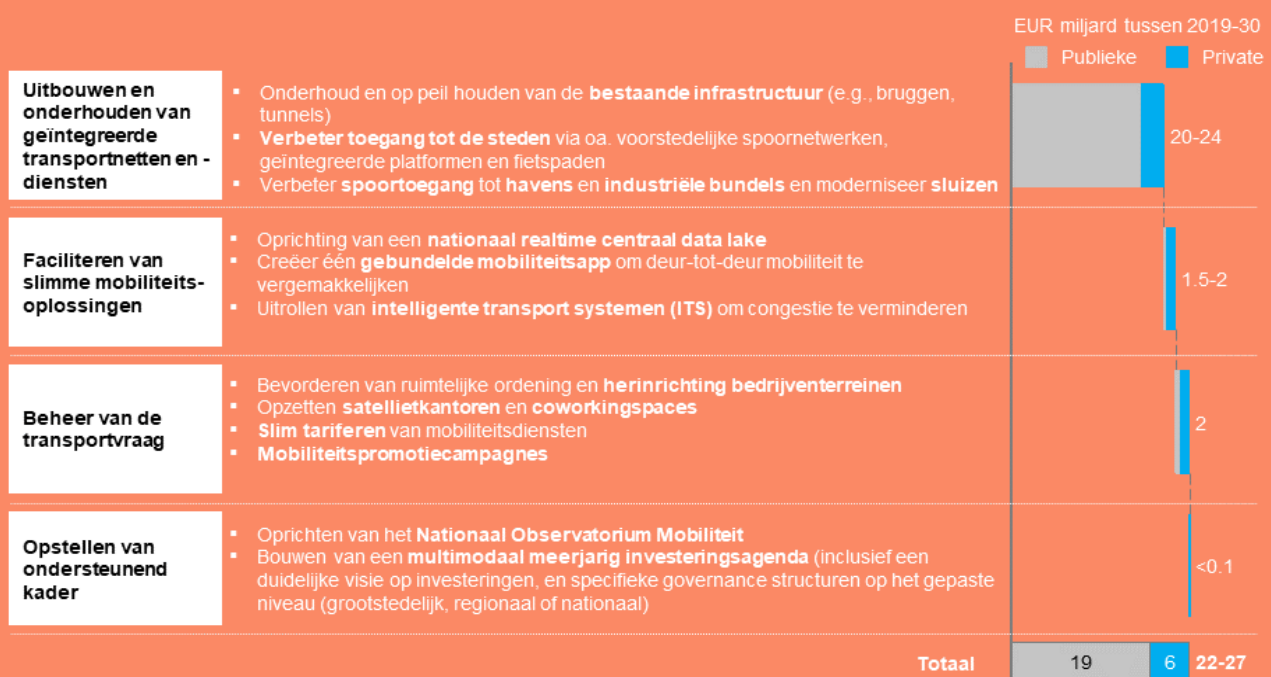 EUR miljard tussen 2019-30
Publieke
Private
Uitbouwen en
onderhouden van
geïntegreerde
transportnetten en -
diensten
▪ Onderhoud en op peil houden van de bestaande infrastructuur (e.g., bruggen,
tunnels)
▪ Verbeter toegang tot de steden via oa. voorstedelijke spoornetwerken,
geïntegreerde platformen en fietspaden
▪ Verbeter spoortoegang tot havens en industriële bundels en moderniseer sluizen
20-24
Faciliteren van
slimme mobiliteits-
oplossingen
▪ Oprichting van een nationaal realtime centraal data lake
▪ Creëer één gebundelde mobiliteitsapp om deur-tot-deur mobiliteit te
vergemakkelijken
▪ Uitrollen van intelligente transport systemen (ITS) om congestie te verminderen
1.5-2
Beheer van de
transportvraag
▪ Bevorderen van ruimtelijke ordening en herinrichting bedrijventerreinen
▪ Opzetten satellietkantoren en coworkingspaces
▪ Slim tariferen van mobiliteitsdiensten
▪ Mobiliteitspromotiecampagnes
2
Opstellen van
ondersteunend
kader
▪ Oprichten van het Nationaal Observatorium Mobiliteit
▪ Bouwen van een multimodaal meerjarig investeringsagenda (inclusief een
duidelijke visie op investeringen, en specifieke governance structuren op het gepaste
niveau (grootstedelijk, regionaal of nationaal)
<0.1
Totaal
19
6
22-27